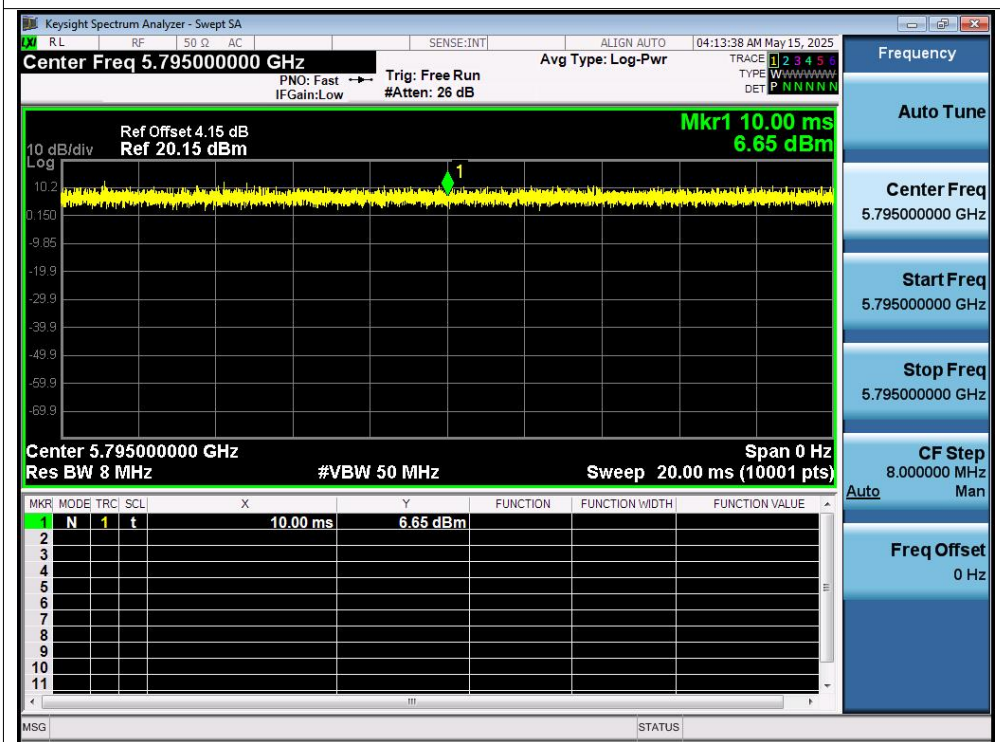 Keysight Spectrum Analyzer - Swept SA
LXI RL RF 50 Ω AC SENSE:INT ALIGN AUTO 04:13:38 AM May 15, 2025
Center Freq 5.795000000 GHz
PNO: Fast
IFGain:Low
Trig: Free Run
#Atten: 26 dB
Avg Type: Log-Pwr
TRACE 1 2 3 4 5 6
TYPE WWWWWW
DET P N N N N N
Ref Offset 4.15 dB
Ref 20.15 dBm
10 dB/div
Log
Mkr1 10.00 ms
6.65 dBm
1
10.2
0.150
-9.85
-19.9
-29.9
-39.9
-49.9
-59.9
-69.9
Center 5.795000000 GHz Span 0 Hz
Res BW 8 MHz #VBW 50 MHz Sweep 20.00 ms (10001 pts)
MKR MODE TRC SCL X Y FUNCTION FUNCTION WIDTH FUNCTION VALUE
1 N 1 t 10.00 ms 6.65 dBm
2
3
4
5
6
7
8
9
10
11
MSG STATUS
Frequency
Auto Tune
Center Freq
5.795000000 GHz
Start Freq
5.795000000 GHz
Stop Freq
5.795000000 GHz
CF Step
8.000000 MHz
Auto Man
Freq Offset
0 Hz